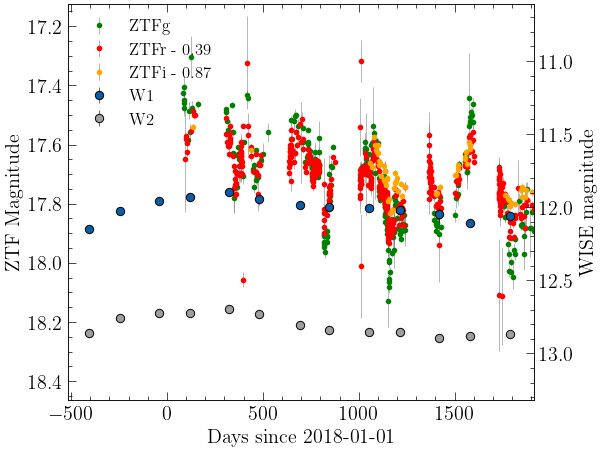 ZTFg
ZTFr - 0.39
ZTFi - 0.87
W1
W2
17.2
17.4
17.6
17.8
18.0
18.2
18.4
ZTF Magnitude
11.0
11.5
12.0
12.5
13.0
WISE magnitude
−500
0
500
1000
1500
Days since 2018-01-01